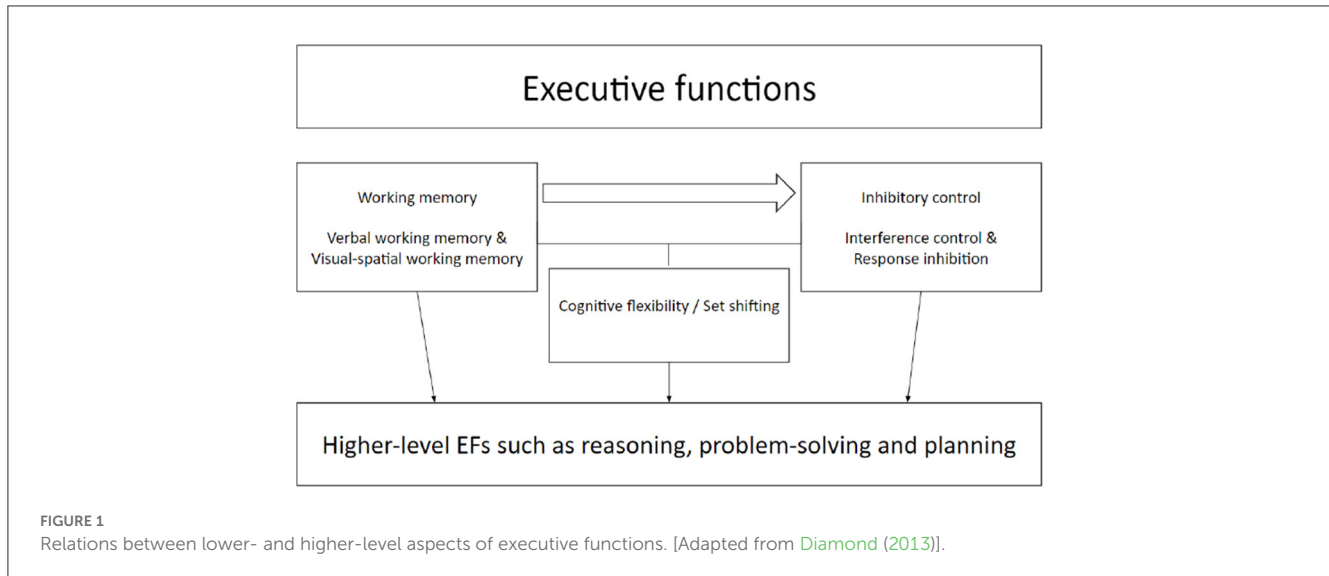 Executive functions
Working memory
Verbal working memory &
Visual-spatial working memory
Inhibitory control
Interference control &
Response inhibition
Cognitive flexibility / Set shifting
Higher-level EFs such as reasoning, problem-solving and planning
FIGURE 1
Relations between lower- and higher-level aspects of executive functions. [Adapted from Diamond (2013)].